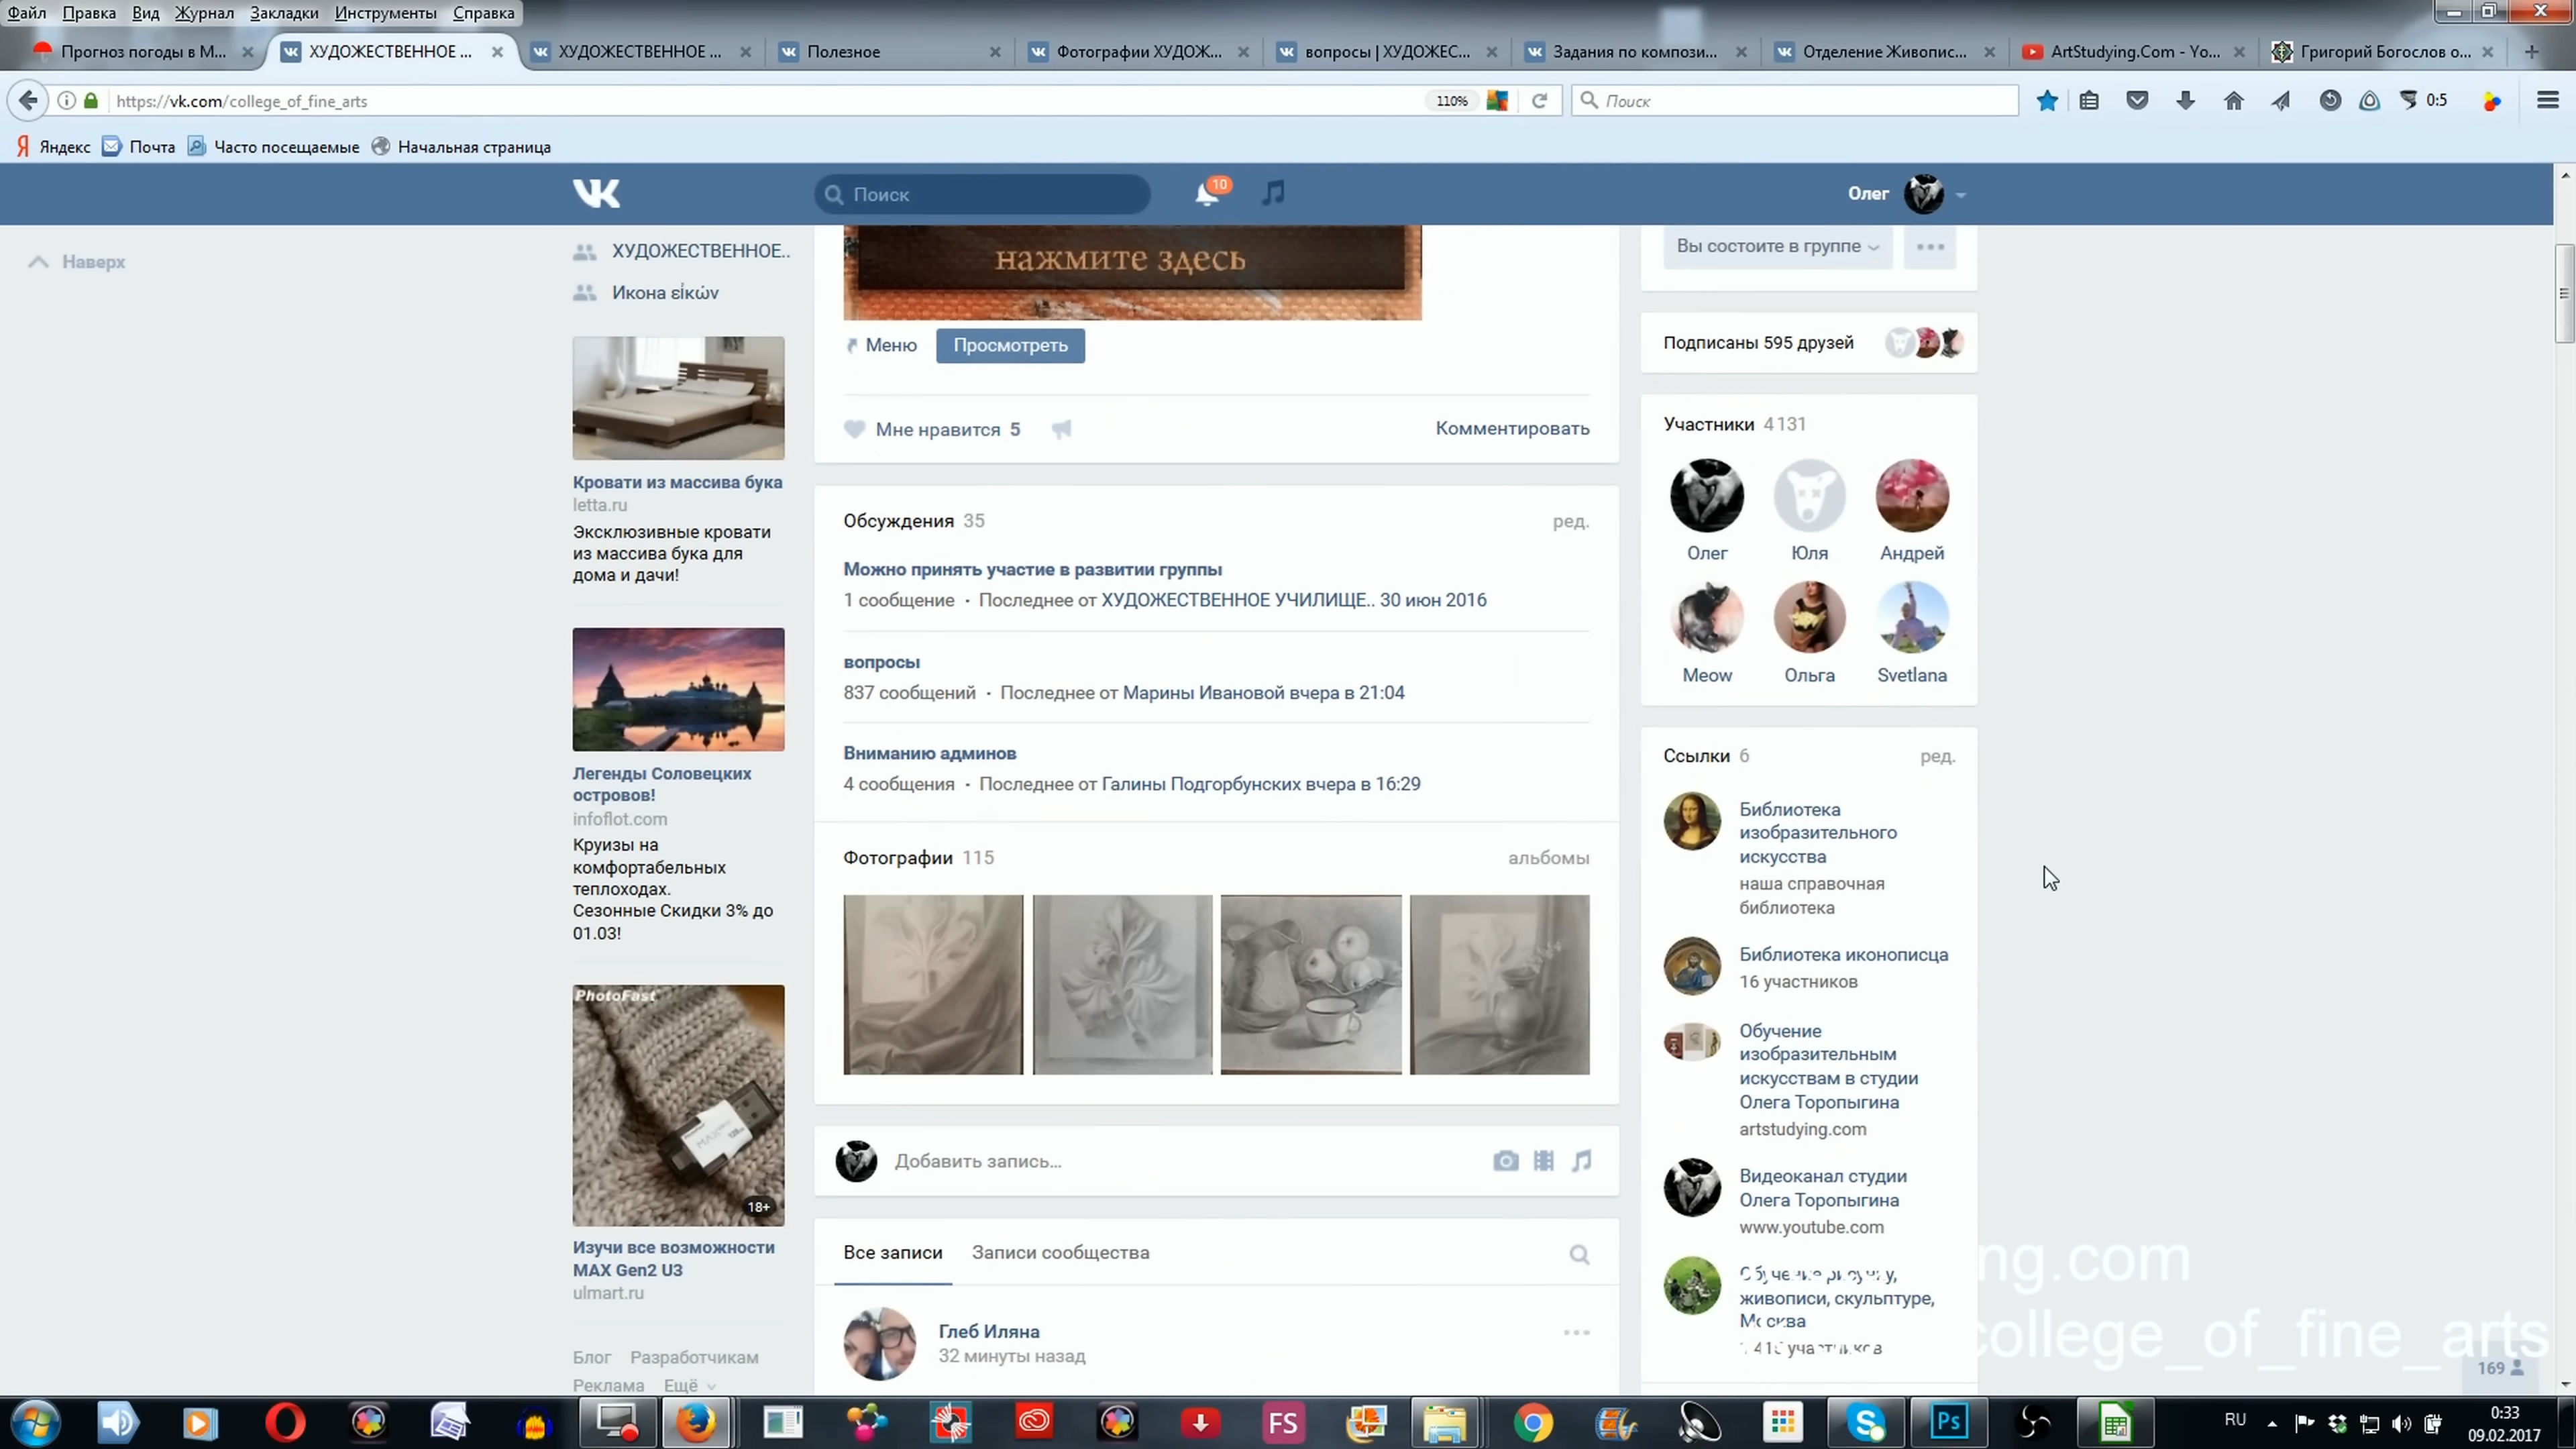 Файл Правка Вид Журнал Закладки Инструменты Справка
Прогноз погоды в М...
ХУДОЖЕСТВЕННОЕ ...
ХУДОЖЕСТВЕННОЕ ...
Полезное
Фотографии ХУДОЖ...
вопросы | ХУДОЖЕС...
Задания по компози...
Отделение Живопис...
ArtStudying.Com - Yo...
Григорий Богослов о...
https://vk.com/college_of_fine_arts
110%
Поиск
0:5
Яндекс Почта Часто посещаемые Начальная страница
Поиск
10
Олег
Наверх
ХУДОЖЕСТВЕННОЕ..
Икона εἰκών
Кровати из массива бука
letta.ru
Эксклюзивные кровати
из массива бука для
дома и дачи!
Легенды Соловецких
островов!
infoflot.com
Круизы на
комфортабельных
теплоходах.
Сезонные Скидки 3% до
01.03!
PhotoFast
18+
Изучи все возможности
MAX Gen2 U3
ulmart.ru
Блог Разработчикам
Реклама Ещё
нажмите здесь
Меню Просмотреть
Мне нравится 5
Комментировать
Обсуждения 35
ред.
Можно принять участие в развитии группы
1 сообщение · Последнее от ХУДОЖЕСТВЕННОЕ УЧИЛИЩЕ.. 30 июн 2016
вопросы
837 сообщений · Последнее от Марины Ивановой вчера в 21:04
Вниманию админов
4 сообщения · Последнее от Галины Подгорбунских вчера в 16:29
Фотографии 115
альбомы
Добавить запись...
Все записи Записи сообщества
Глеб Иляна
32 минуты назад
Вы состоите в группе
Подписаны 595 друзей
Участники 4 131
Олег Юля Андрей
Meow Ольга Svetlana
Ссылки 6
ред.
Библиотека
изобразительного
искусства
наша справочная
библиотека
Библиотека иконописца
16 участников
Обучение
изобразительным
искусствам в студии
Олега Торопыгина
artstudying.com
Видеоканал студии
Олега Торопыгина
www.youtube.com
Обучение рисунку,
живописи, скульптуре,
Москва
участников
ng.com
college_of_fine_arts
169
FS
Ps
RU
0:33
09.02.2017